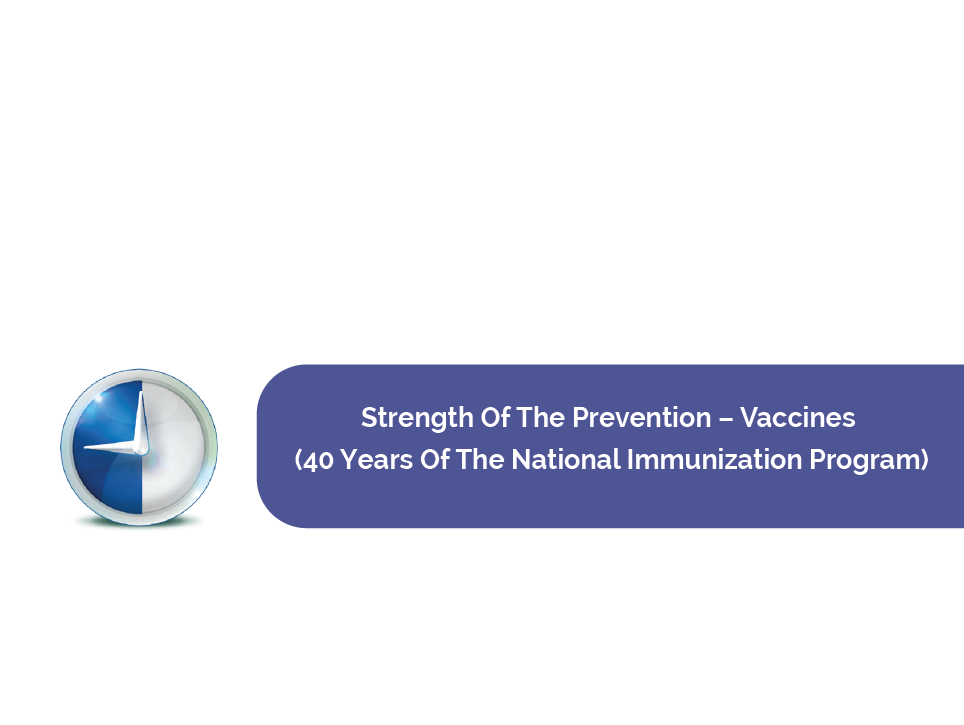 Strength Of The Prevention – Vaccines
(40 Years Of The National Immunization Program)